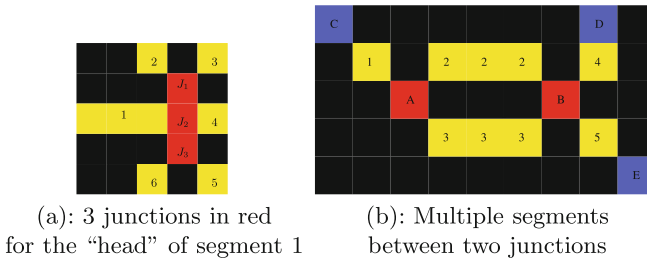 2 3
J₁
1 J₂ 4
J₃
6 5
(a): 3 junctions in red
for the “head” of segment 1
C D
1 2 2 2 4
A B
3 3 3 5
E
(b): Multiple segments
between two junctions